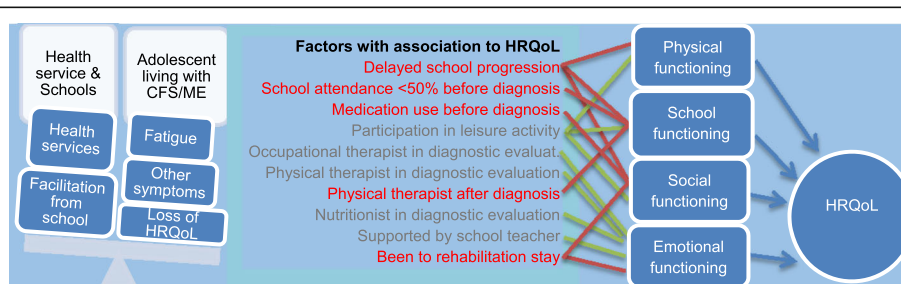 Health
service &
Schools
Health
services
Facilitation
from
school
Adolescent
living with
CFS/ME
Fatigue
Other
symptoms
Loss of
HRQoL
Factors with association to HRQoL
Delayed school progression
School attendance <50% before diagnosis
Medication use before diagnosis
Participation in leisure activity
Occupational therapist in diagnostic evaluat.
Physical therapist in diagnostic evaluation
Physical therapist after diagnosis
Nutritionist in diagnostic evaluation
Supported by school teacher
Been to rehabilitation stay
Physical
functioning
School
functioning
Social
functioning
Emotional
functioning
HRQoL